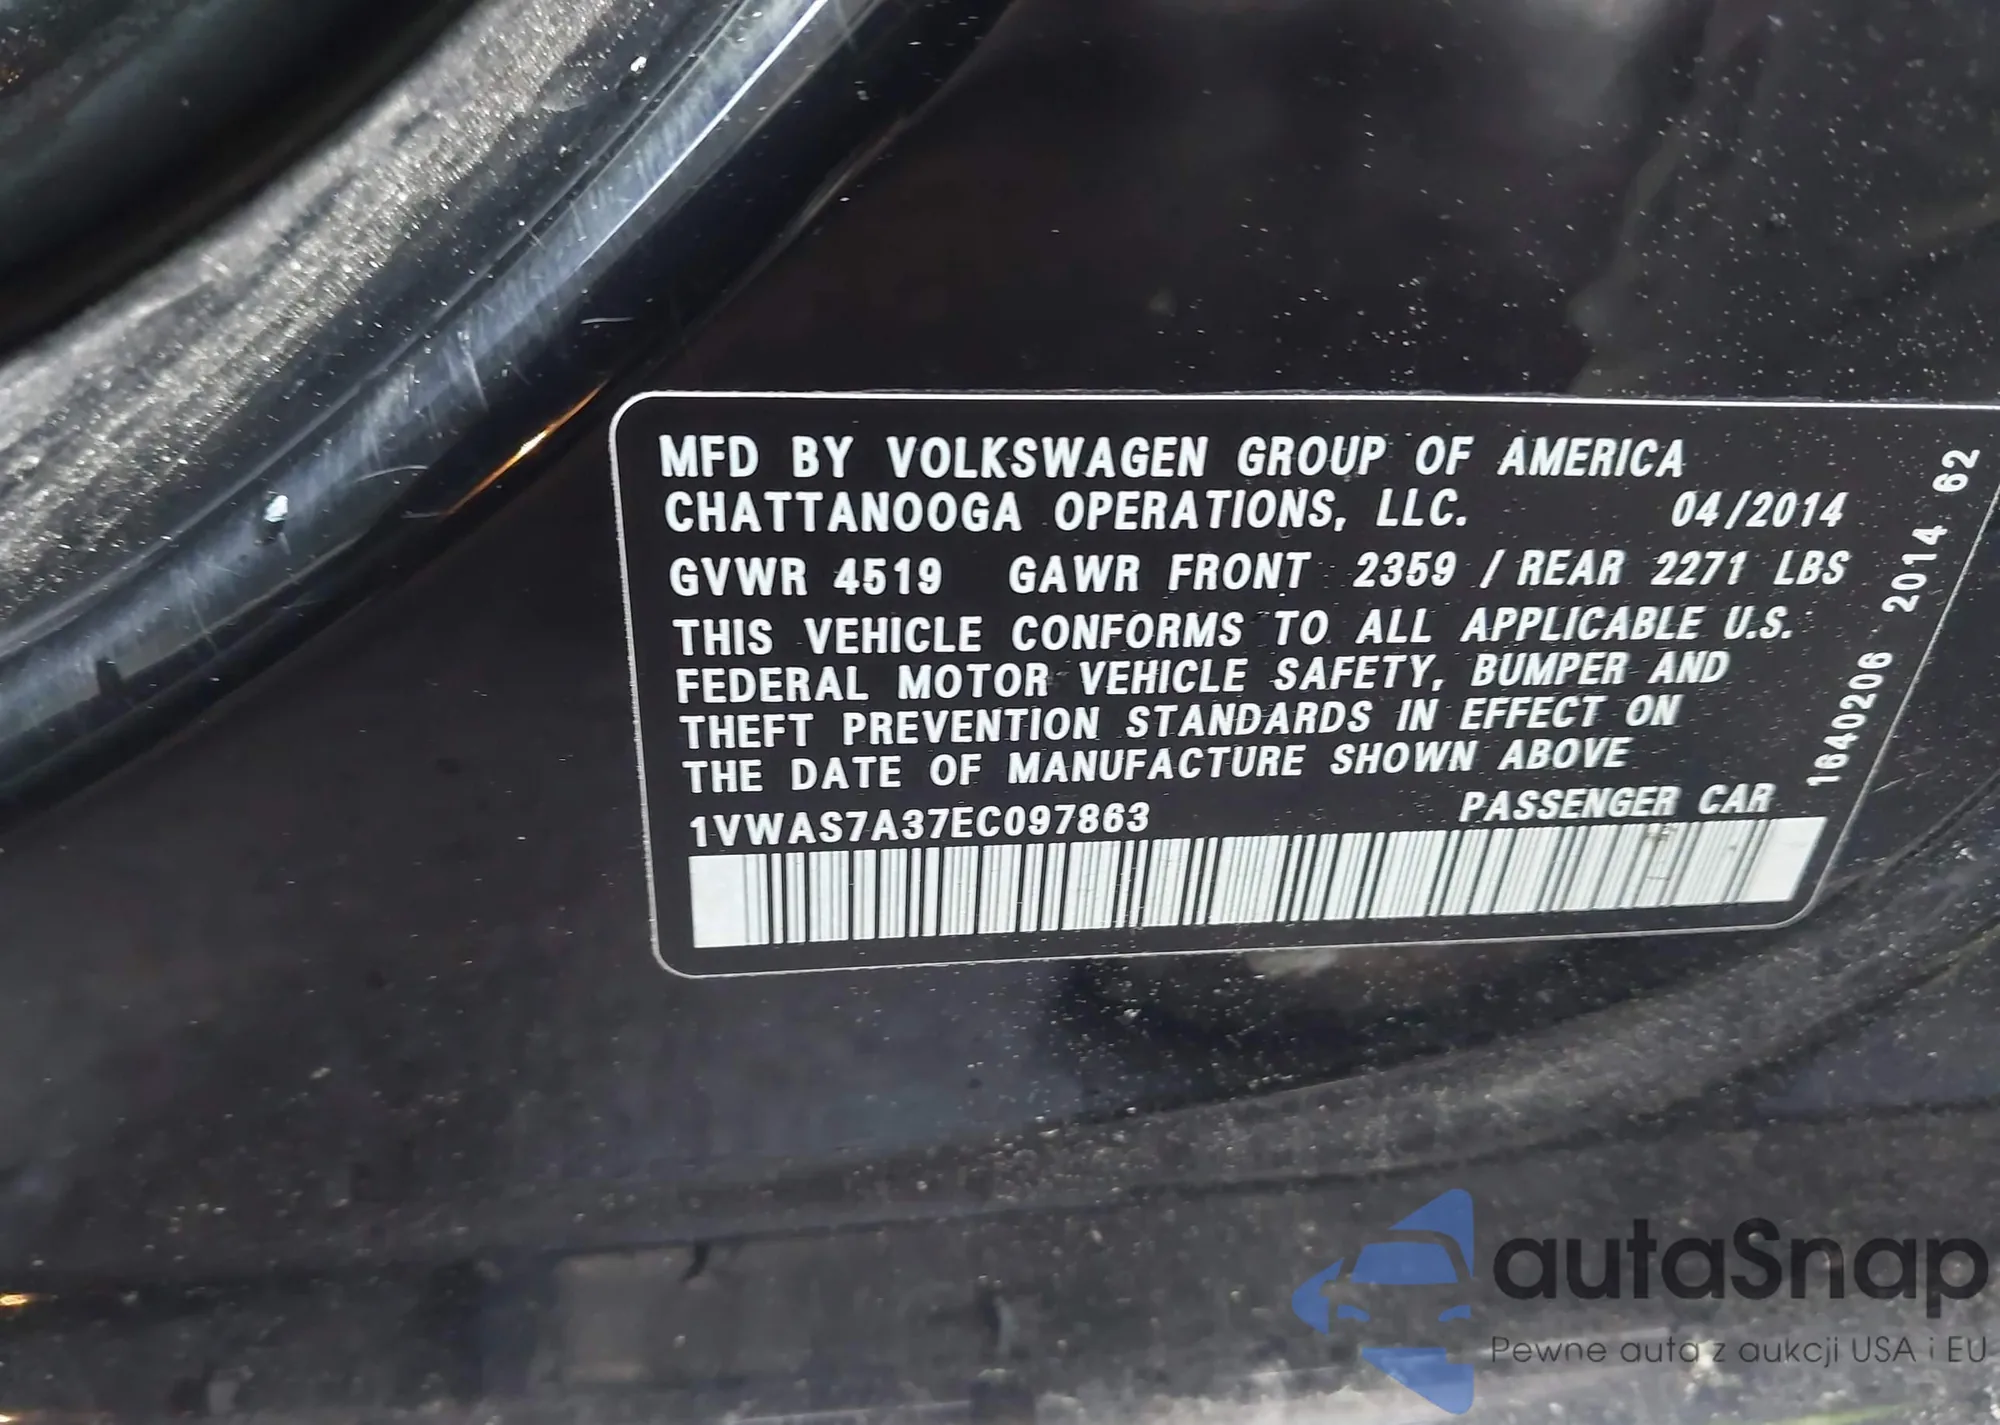 MFD BY VOLKSWAGEN GROUP OF AMERICA
CHATTANOOGA OPERATIONS, LLC. 04/2014
GVWR 4519 GAWR FRONT 2359 / REAR 2271 LBS
THIS VEHICLE CONFORMS TO ALL APPLICABLE U.S.
FEDERAL MOTOR VEHICLE SAFETY, BUMPER AND
THEFT PREVENTION STANDARDS IN EFFECT ON
THE DATE OF MANUFACTURE SHOWN ABOVE
1VWAS7A37EC097863 PASSENGER CAR
1640206 2014 62
autaSnap
Pewne auta z aukcji USA i EU